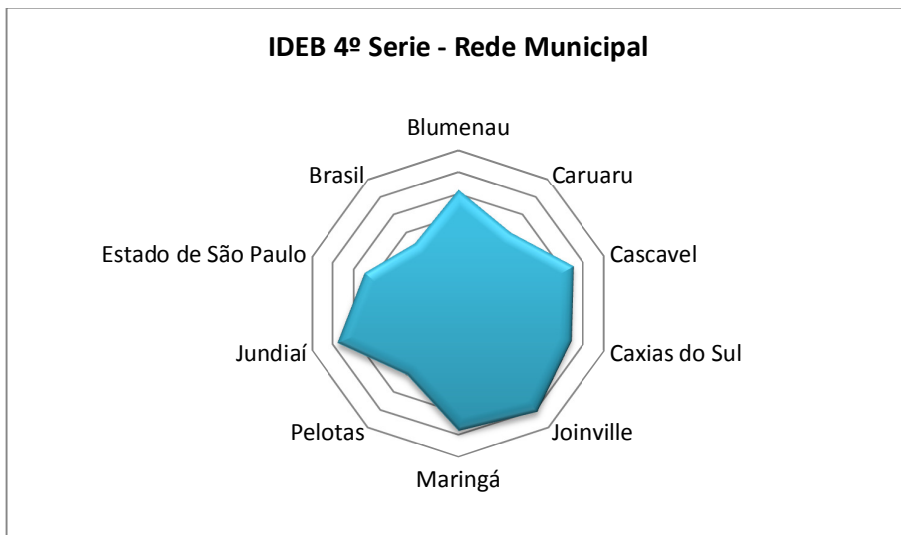 IDEB 4º Serie - Rede Municipal
Blumenau
Brasil
Caruaru
Estado de São Paulo
Cascavel
Jundiaí
Caxias do Sul
Pelotas
Joinville
Maringá